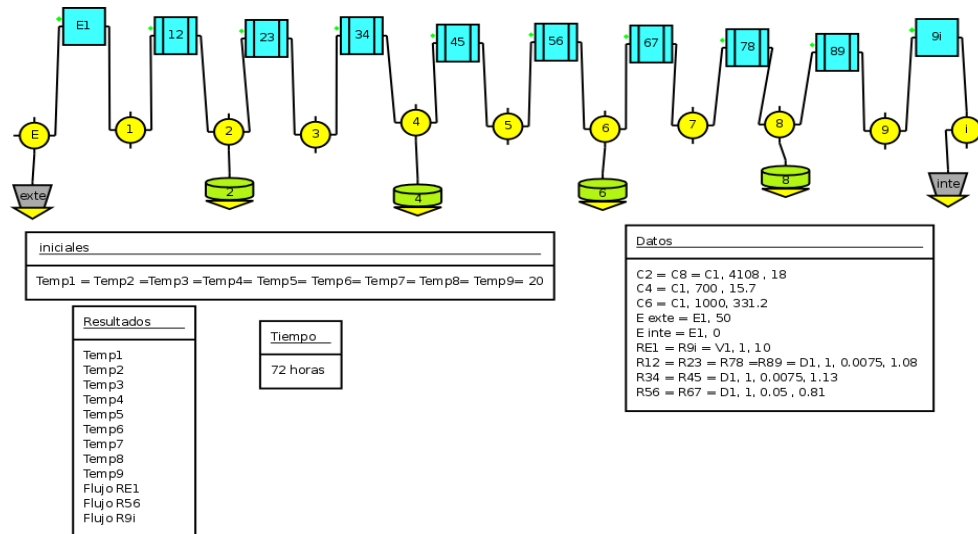 E1
12
23
34
45
56
67
78
89
9i
E
1
2
3
4
5
6
7
8
9
i
exte
2
4
6
8
inte
iniciales
Temp1 = Temp2 =Temp3 =Temp4= Temp5= Temp6= Temp7= Temp8= Temp9= 20
Datos
C2 = C8 = C1, 4108 , 18
C4 = C1, 700 , 15.7
C6 = C1, 1000, 331.2
E exte = E1, 50
E inte = E1, 0
RE1 = R9i = V1, 1, 10
R12 = R23 = R78 =R89 = D1, 1, 0.0075, 1.08
R34 = R45 = D1, 1, 0.0075, 1.13
R56 = R67 = D1, 1, 0.05 , 0.81
Resultados
Temp1
Temp2
Temp3
Temp4
Temp5
Temp6
Temp7
Temp8
Temp9
Flujo RE1
Flujo R56
Flujo R9i
Tiempo
72 horas